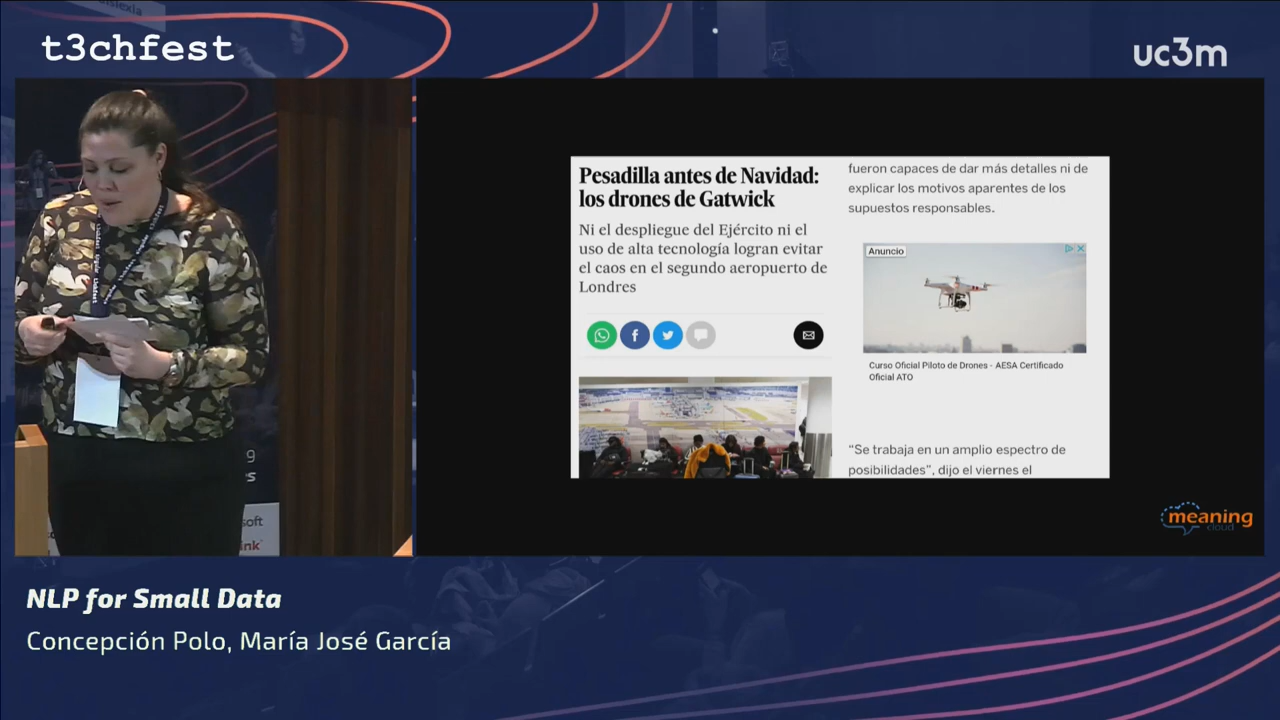 t3chfest
uc3m
Pesadilla antes de Navidad:
los drones de Gatwick
Ni el despliegue del Ejército ni el
uso de alta tecnología logran evitar
el caos en el segundo aeropuerto de
Londres
fueron capaces de dar más detalles ni de
explicar los motivos aparentes de los
supuestos responsables.
Anuncio
Curso Oficial Piloto de Drones - AESA Certificado
Oficial ATO
“Se trabaja en un amplio espectro de
posibilidades”, dijo el viernes el
meaning
cloud
NLP for Small Data
Concepción Polo, María José García